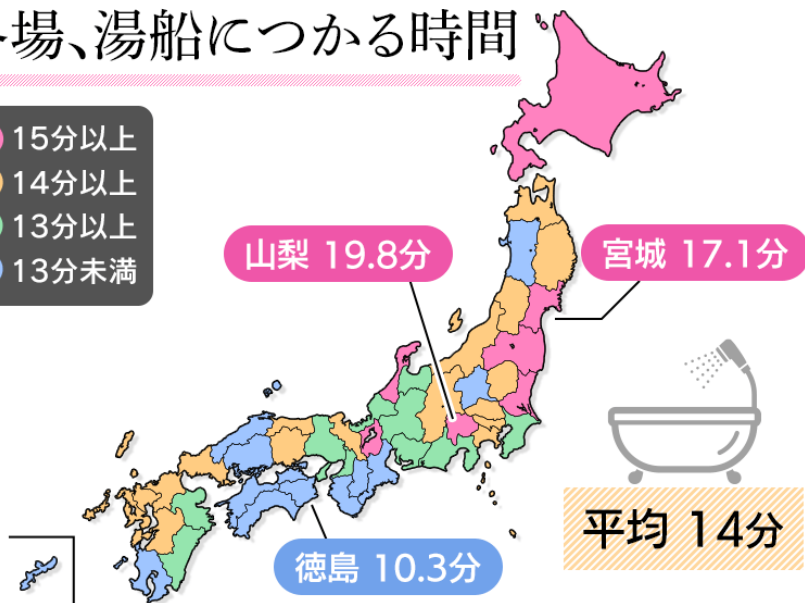 場、湯船につかる時間
15分以上
14分以上
13分以上
13分未満
山梨 19.8分
宮城 17.1分
平均 14分
徳島 10.3分